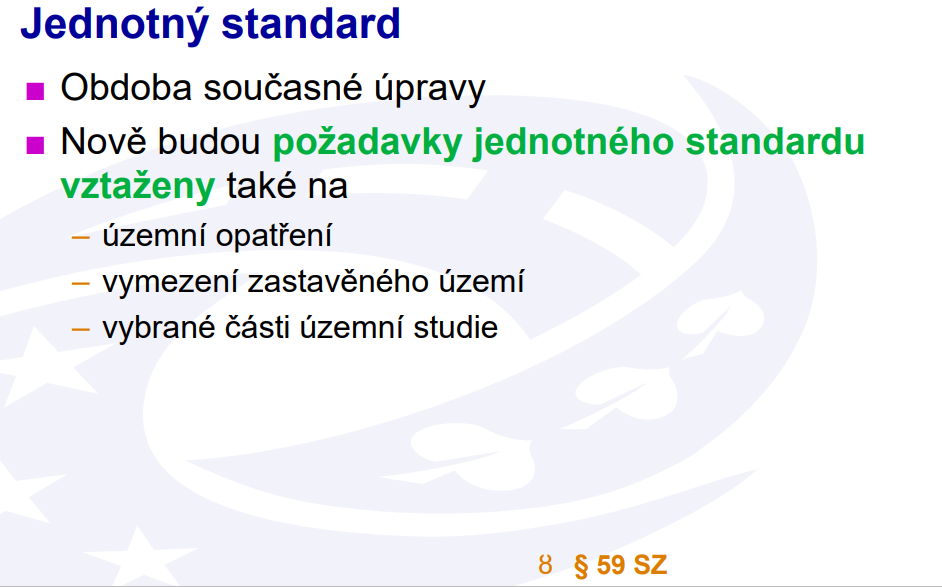 Jednotný standard
■ Obdoba současné úpravy
■ Nově budou požadavky jednotného standardu
vztaženy také na
– územní opatření
– vymezení zastavěného území
– vybrané části územní studie
8 § 59 SZ